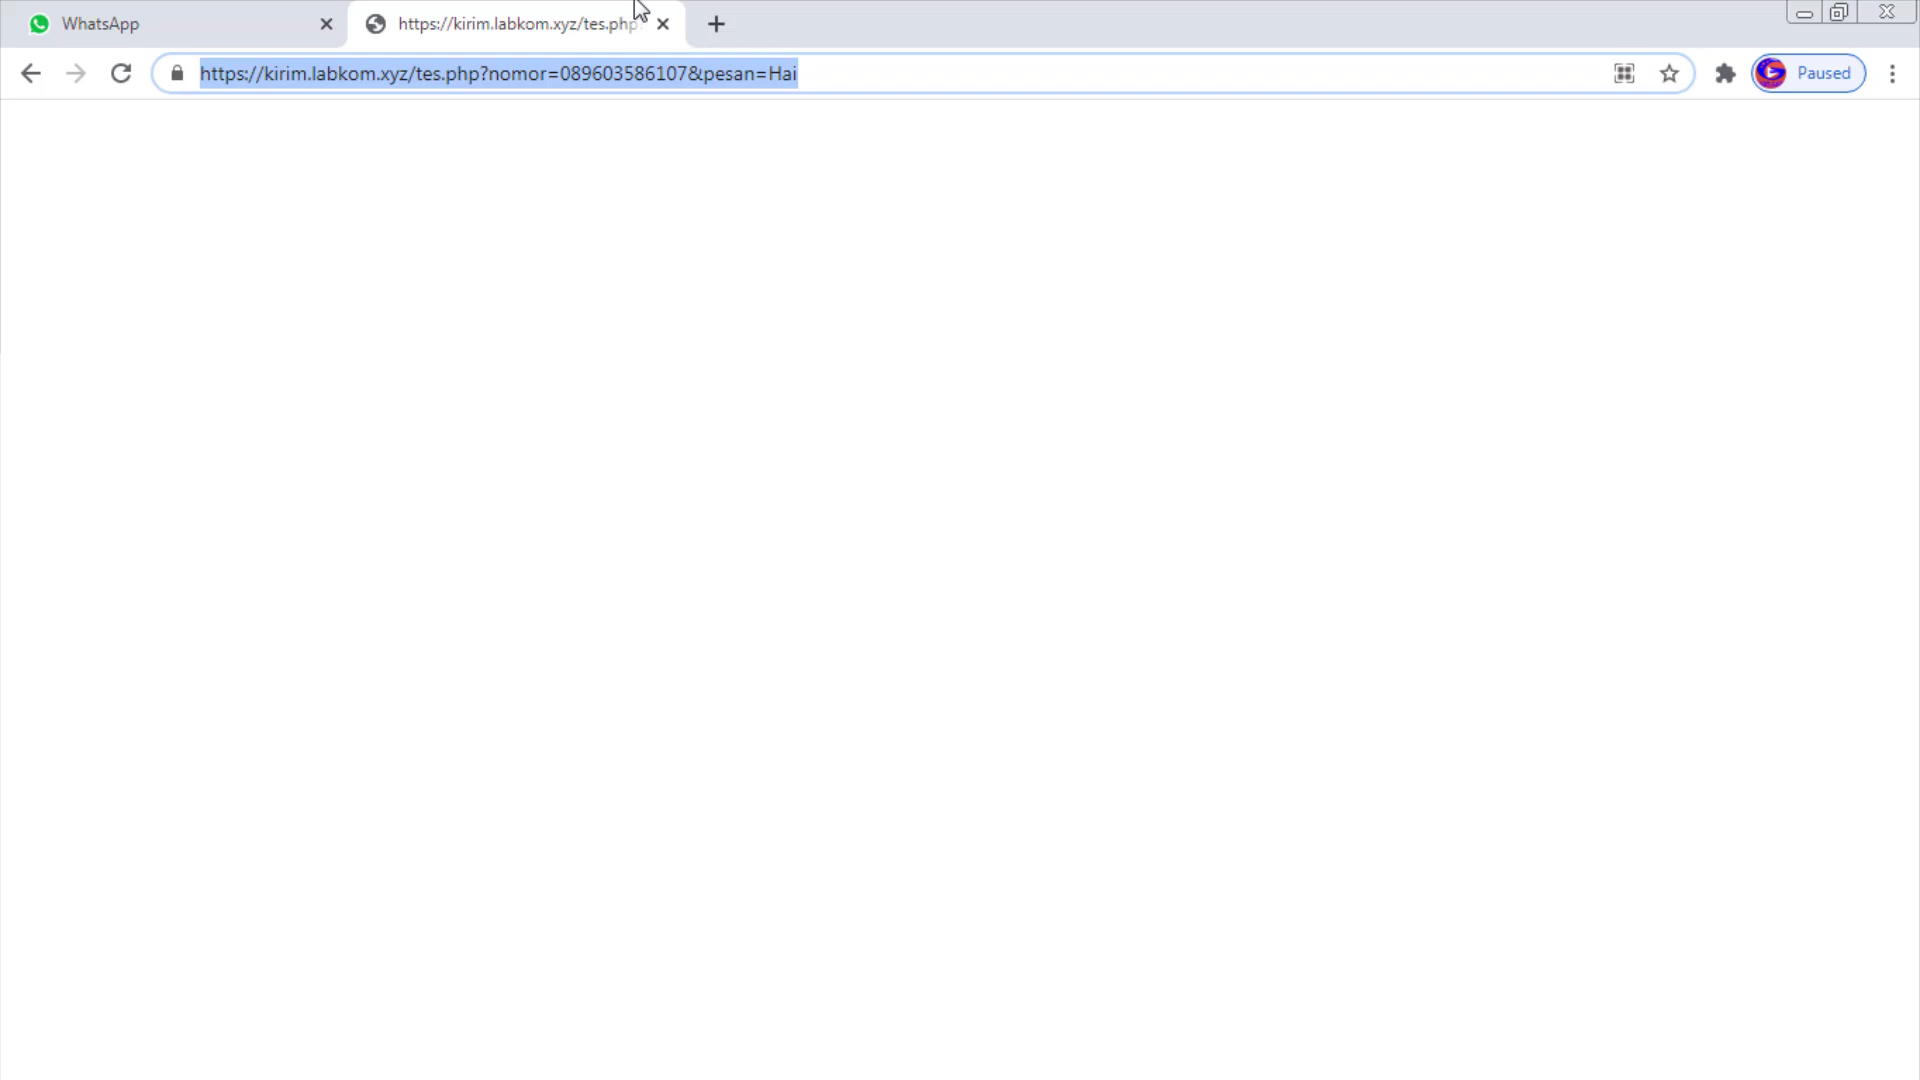 WhatsApp
https://kirim.labkom.xyz/tes.php
https://kirim.labkom.xyz/tes.php?nomor=089603586107&pesan=Hai
Paused